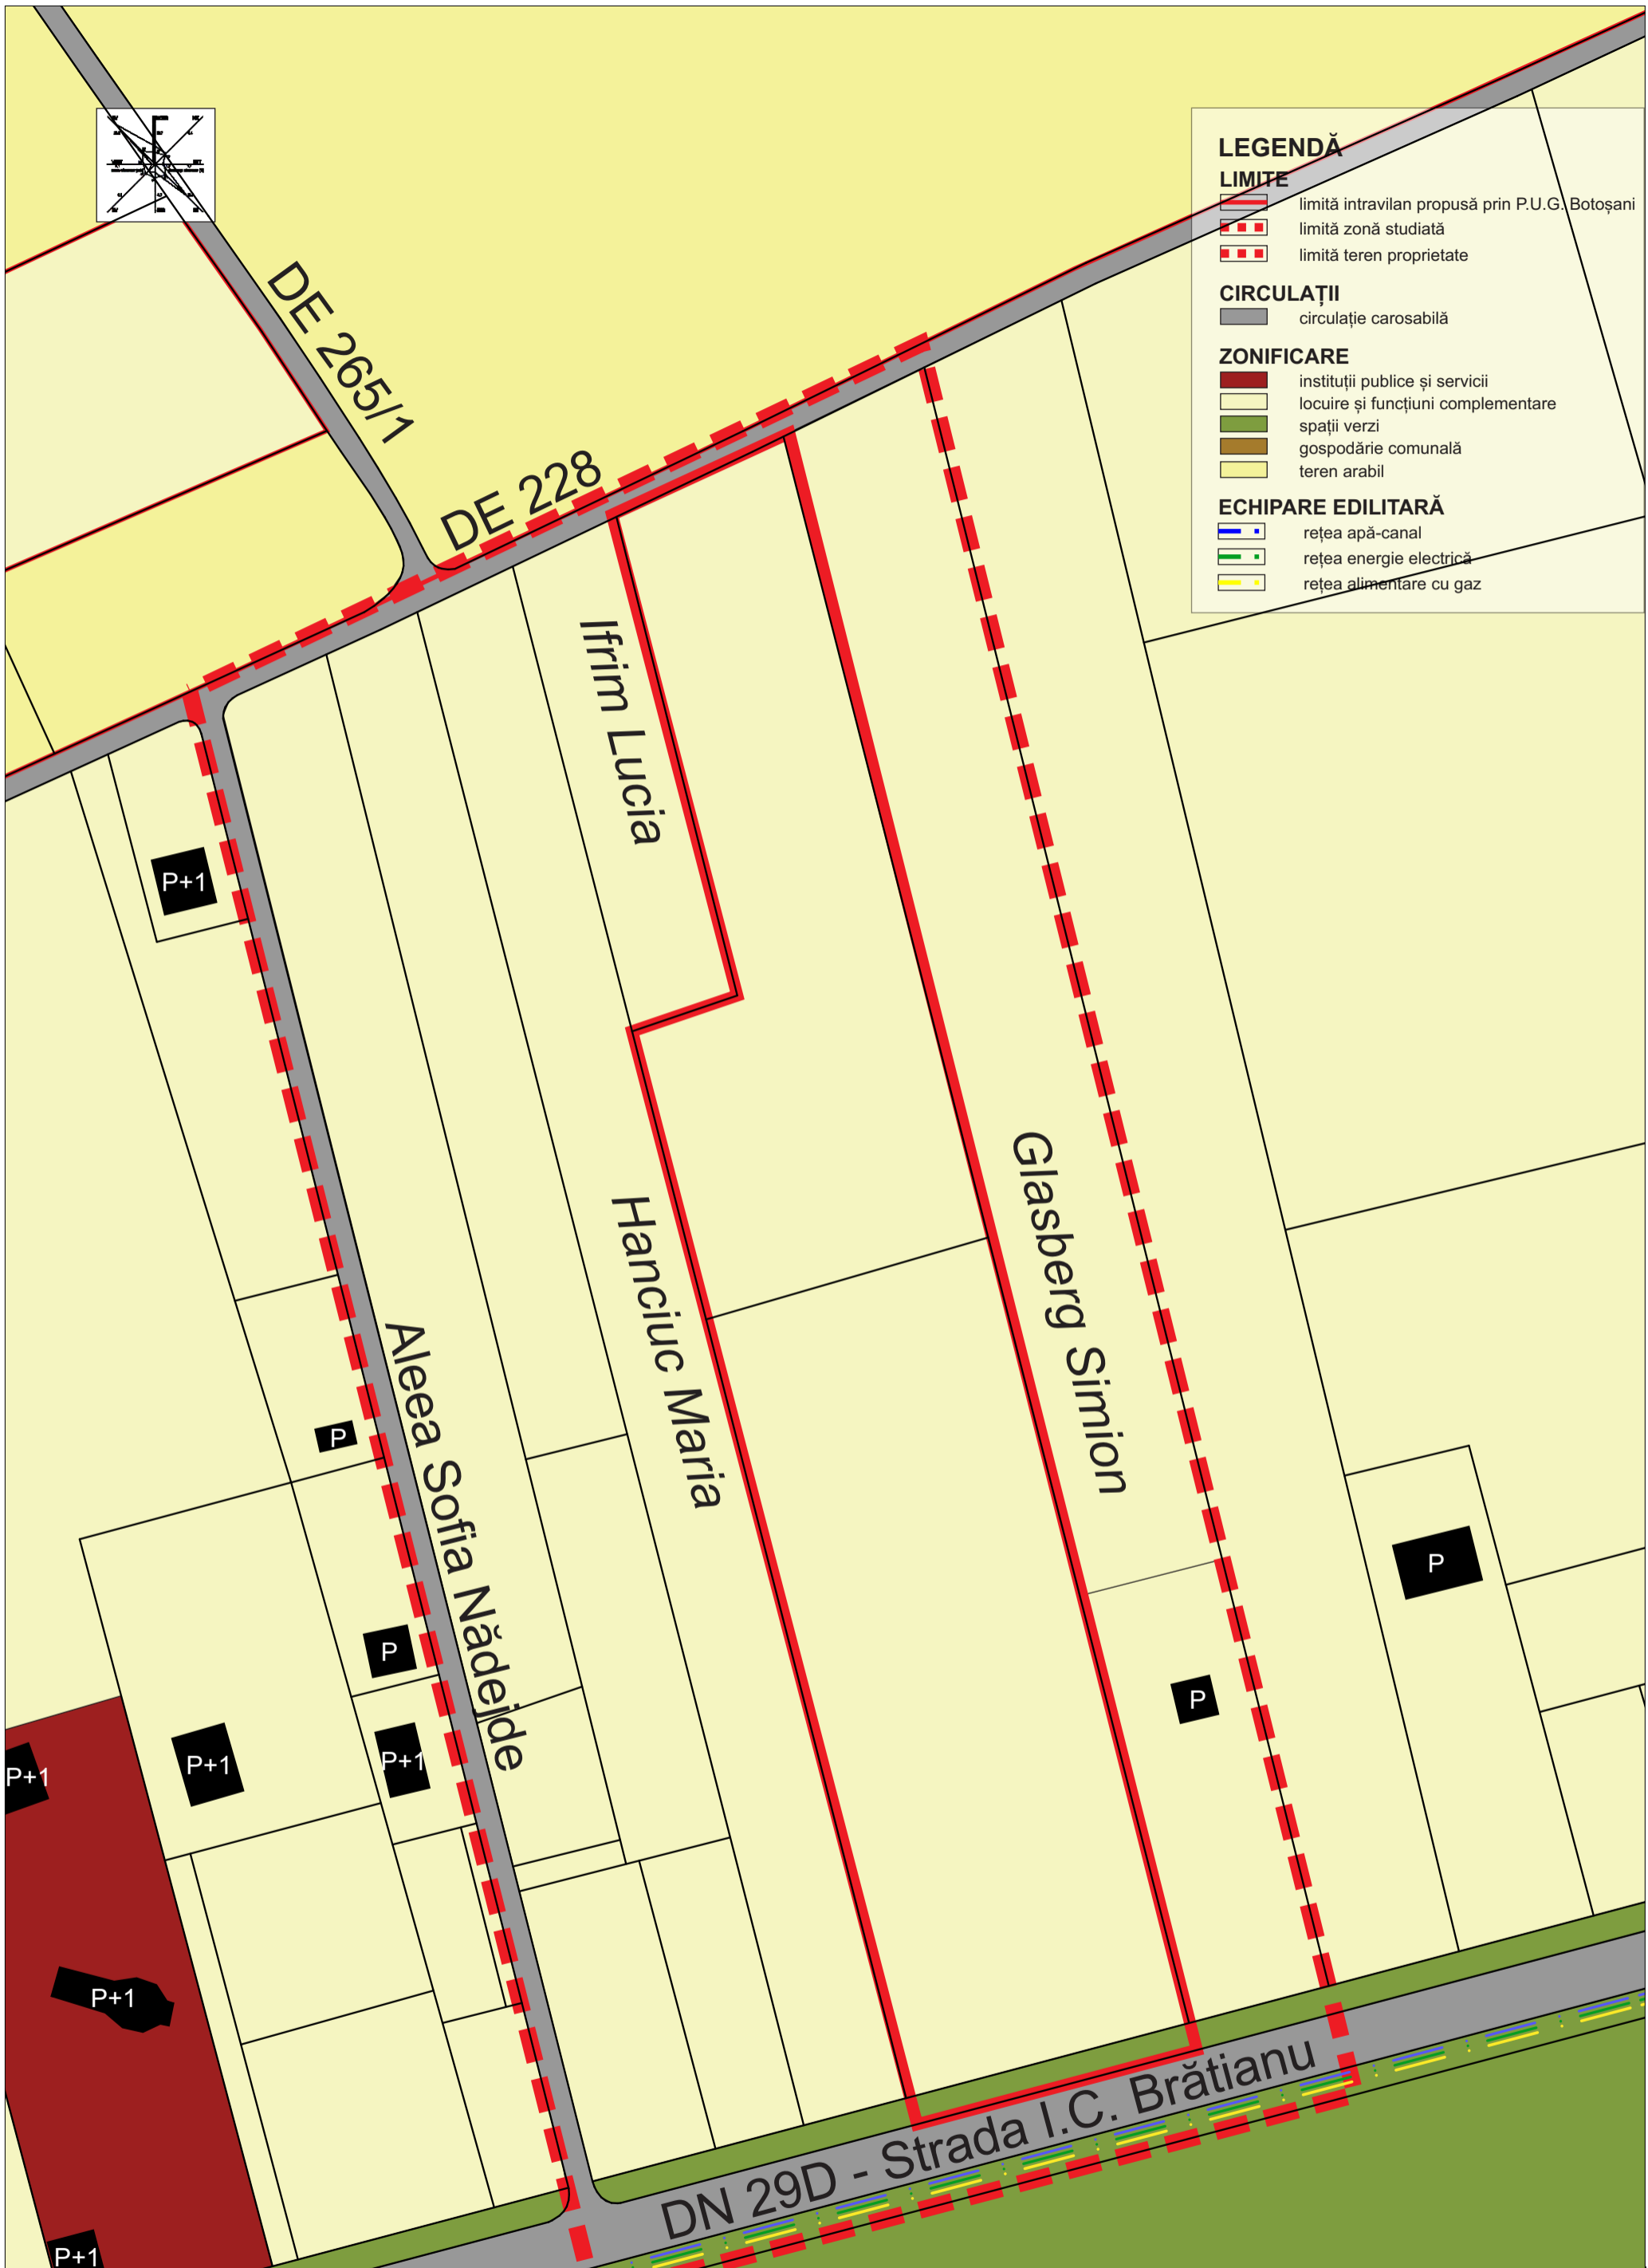 LEGENDĂ
LIMITE
limită intravilan propusă prin P.U.G. Botoșani
limită zonă studiată
limită teren proprietate
CIRCULAȚII
circulație carosabilă
ZONIFICARE
instituții publice și servicii
locuire și funcțiuni complementare
spații verzi
gospodărie comunală
teren arabil
ECHIPARE EDILITARĂ
rețea apă-canal
rețea energie electrică
rețea alimentare cu gaz
DE 265/1
DE 228
Ifrim Lucia
P+1
Hanciuc Maria
Glasberg Simion
Aleea Sofia Nădejde
P
P
P
P
P+1
P+1
P+1
P+1
DN 29D - Strada I.C. Brătianu
P+1